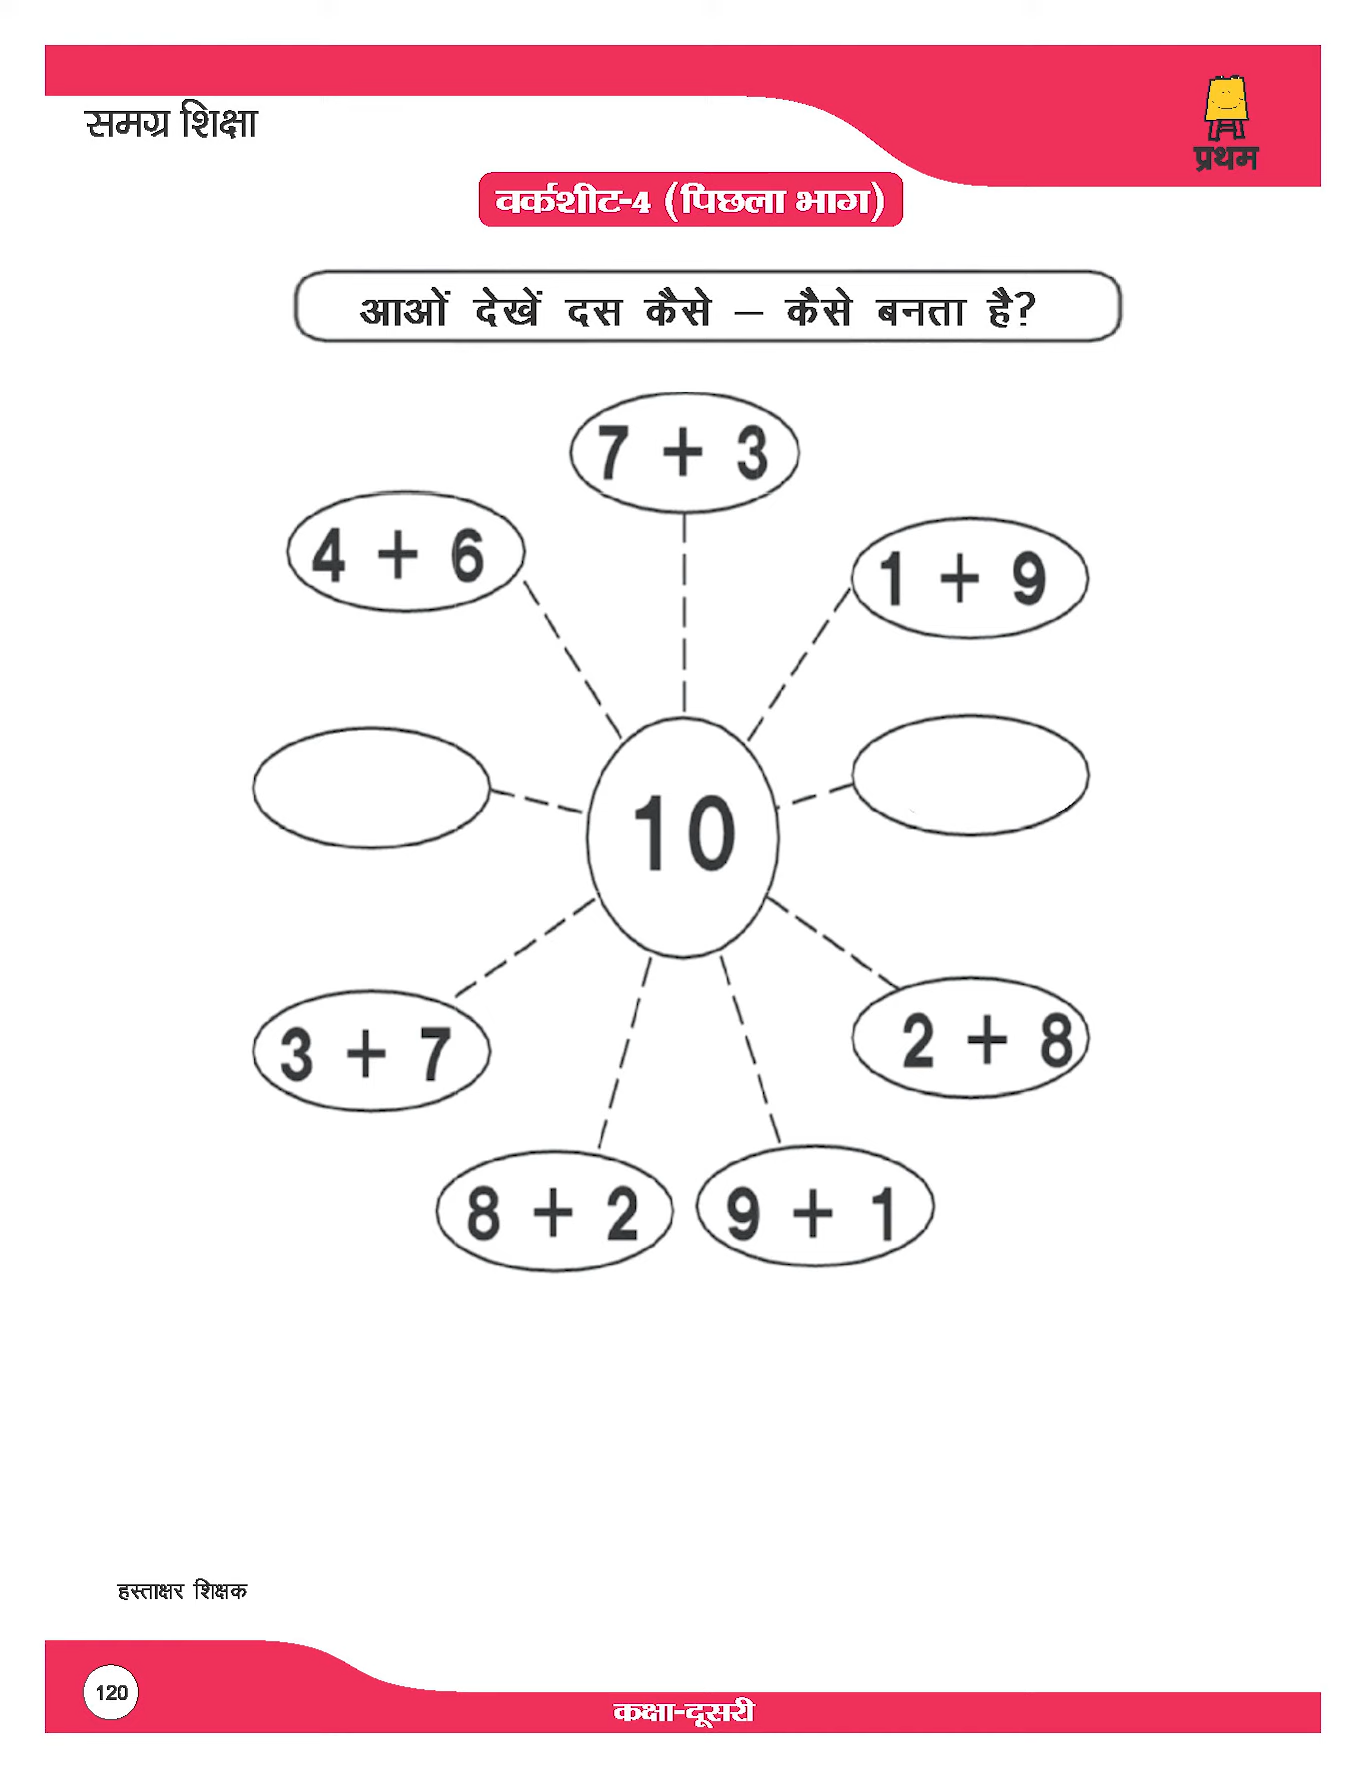 समग्र शिक्षा
प्रथम
वर्कशीट-4 (पिछला भाग)
आओं देखें दस कैसे – कैसे बनता है?
7 + 3
4 + 6
1 + 9
10
3 + 7
2 + 8
8 + 2
9 + 1
हस्ताक्षर शिक्षक
120
कक्षा-दूसरी